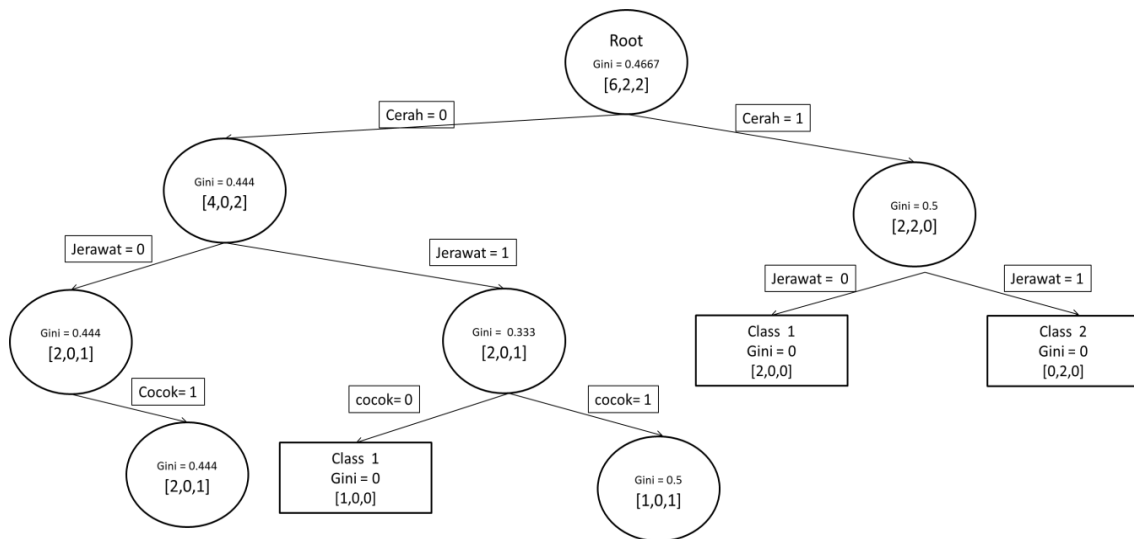 Root
Gini = 0.4667
[6,2,2]
Cerah = 0
Cerah = 1
Gini = 0.444
[4,0,2]
Gini = 0.5
[2,2,0]
Jerawat = 0
Jerawat = 1
Jerawat = 0
Jerawat = 1
Gini = 0.444
[2,0,1]
Gini = 0.333
[2,0,1]
Class 1
Gini = 0
[2,0,0]
Class 2
Gini = 0
[0,2,0]
Cocok= 1
cocok= 0
cocok= 1
Gini = 0.444
[2,0,1]
Class 1
Gini = 0
[1,0,0]
Gini = 0.5
[1,0,1]